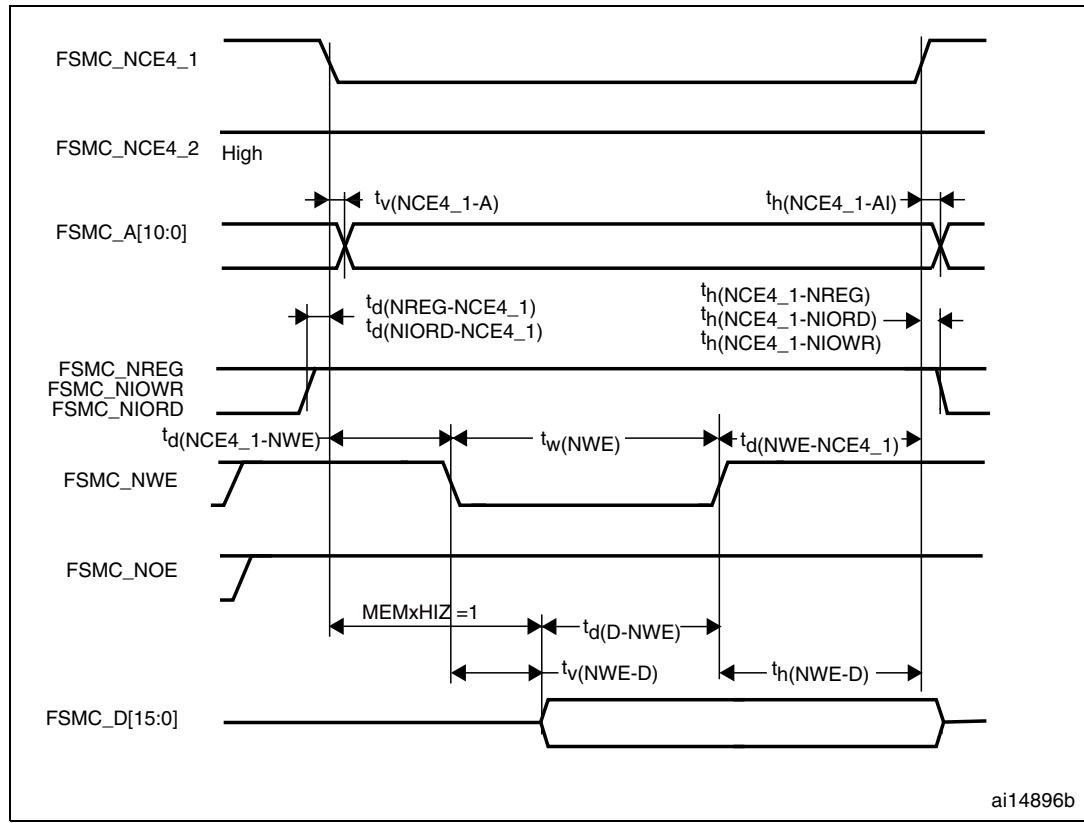 FSMC_NCE4_1
FSMC_NCE4_2 High
tv(NCE4_1-A)
th(NCE4_1-AI)
FSMC_A[10:0]
td(NREG-NCE4_1)
td(NIORD-NCE4_1)
th(NCE4_1-NREG)
th(NCE4_1-NIORD)
th(NCE4_1-NIOWR)
FSMC_NREG
FSMC_NIOWR
FSMC_NIORD
td(NCE4_1-NWE)
tw(NWE)
td(NWE-NCE4_1)
FSMC_NWE
FSMC_NOE
MEMxHIZ =1
td(D-NWE)
tv(NWE-D)
th(NWE-D)
FSMC_D[15:0]
ai14896b